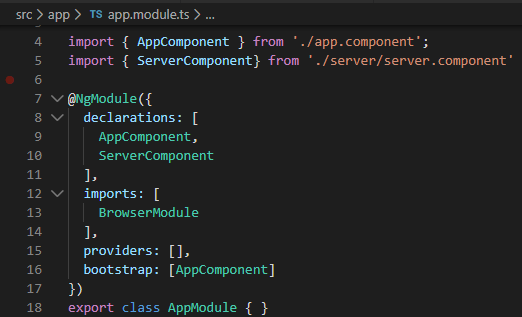 src > app > TS app.module.ts > ...
4 import { AppComponent } from './app.component';
5 import { ServerComponent} from './server/server.component'
6
7 @NgModule({
8   declarations: [
9     AppComponent,
10     ServerComponent
11   ],
12   imports: [
13     BrowserModule
14   ],
15   providers: [],
16   bootstrap: [AppComponent]
17 })
18 export class AppModule { }